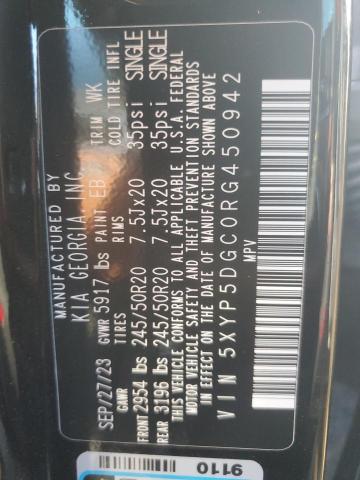 MANUFACTURED BY
KIA GEORGIA INC.
SEP/27/23 GVWR 5917 lbs PAINT EB TRIM WK
GAWR TIRES RIMS COLD TIRE INFL
FRONT 2954 lbs 245/50R20 7.5Jx20 35psi SINGLE
REAR 3196 lbs 245/50R20 7.5Jx20 35psi SINGLE
THIS VEHICLE CONFORMS TO ALL APPLICABLE U.S.A. FEDERAL
MOTOR VEHICLE SAFETY AND THEFT PREVENTION STANDARDS
IN EFFECT ON THE DATE OF MANUFACTURE SHOWN ABOVE
VIN 5XYP5DGC0RG450942
MPV
9110